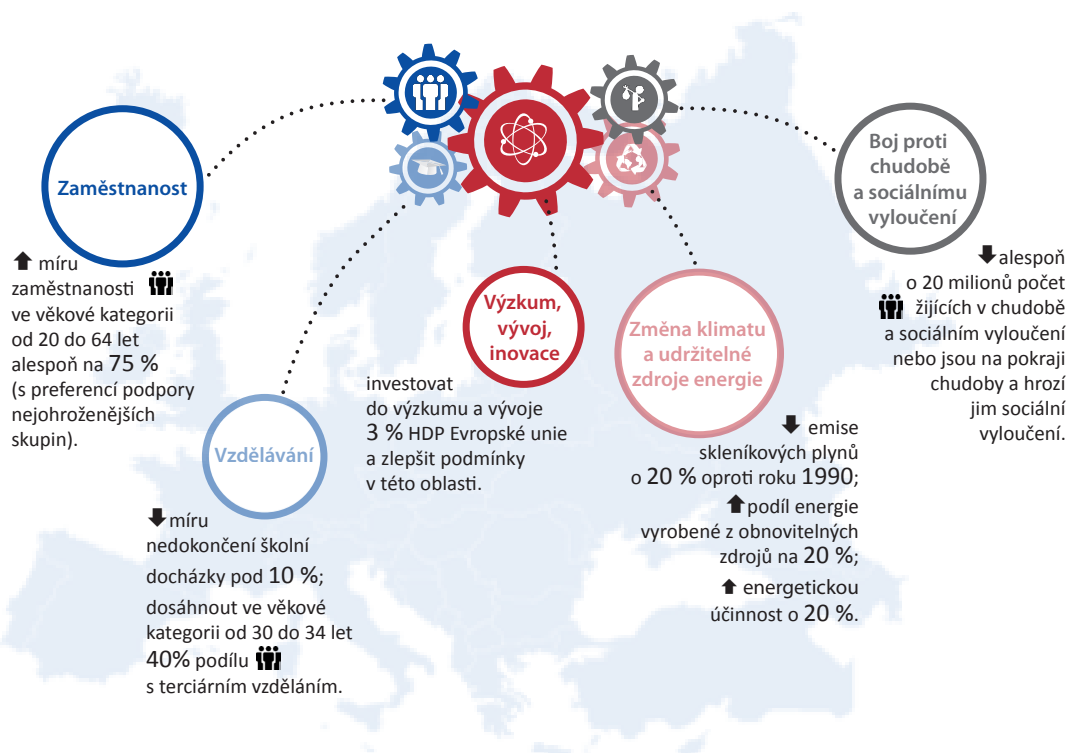 Zaměstnanost
⬆ míru
zaměstnanosti
ve věkové kategorii
od 20 do 64 let
alespoň na 75 %
(s preferencí podpory
nejohroženějších
skupin).
Vzdělávání
⬇ míru
nedokončení školní
docházky pod 10 %;
dosáhnout ve věkové
kategorii od 30 do 34 let
40% podílu
s terciárním vzděláním.
Výzkum,
vývoj,
inovace
investovat
do výzkumu a vývoje
3 % HDP Evropské unie
a zlepšit podmínky
v této oblasti.
Změna klimatu
a udržitelné
zdroje energie
⬇ emise
skleníkových plynů
o 20 % oproti roku 1990;
⬆ podíl energie
vyrobené z obnovitelných
zdrojů na 20 %;
⬆ energetickou
účinnost o 20 %.
Boj proti
chudobě
a sociálnímu
vyloučení
⬇ alespoň
o 20 milionů počet
žijících v chudobě
a sociálním vyloučení
nebo jsou na pokraji
chudoby a hrozí
jim sociální
vyloučení.